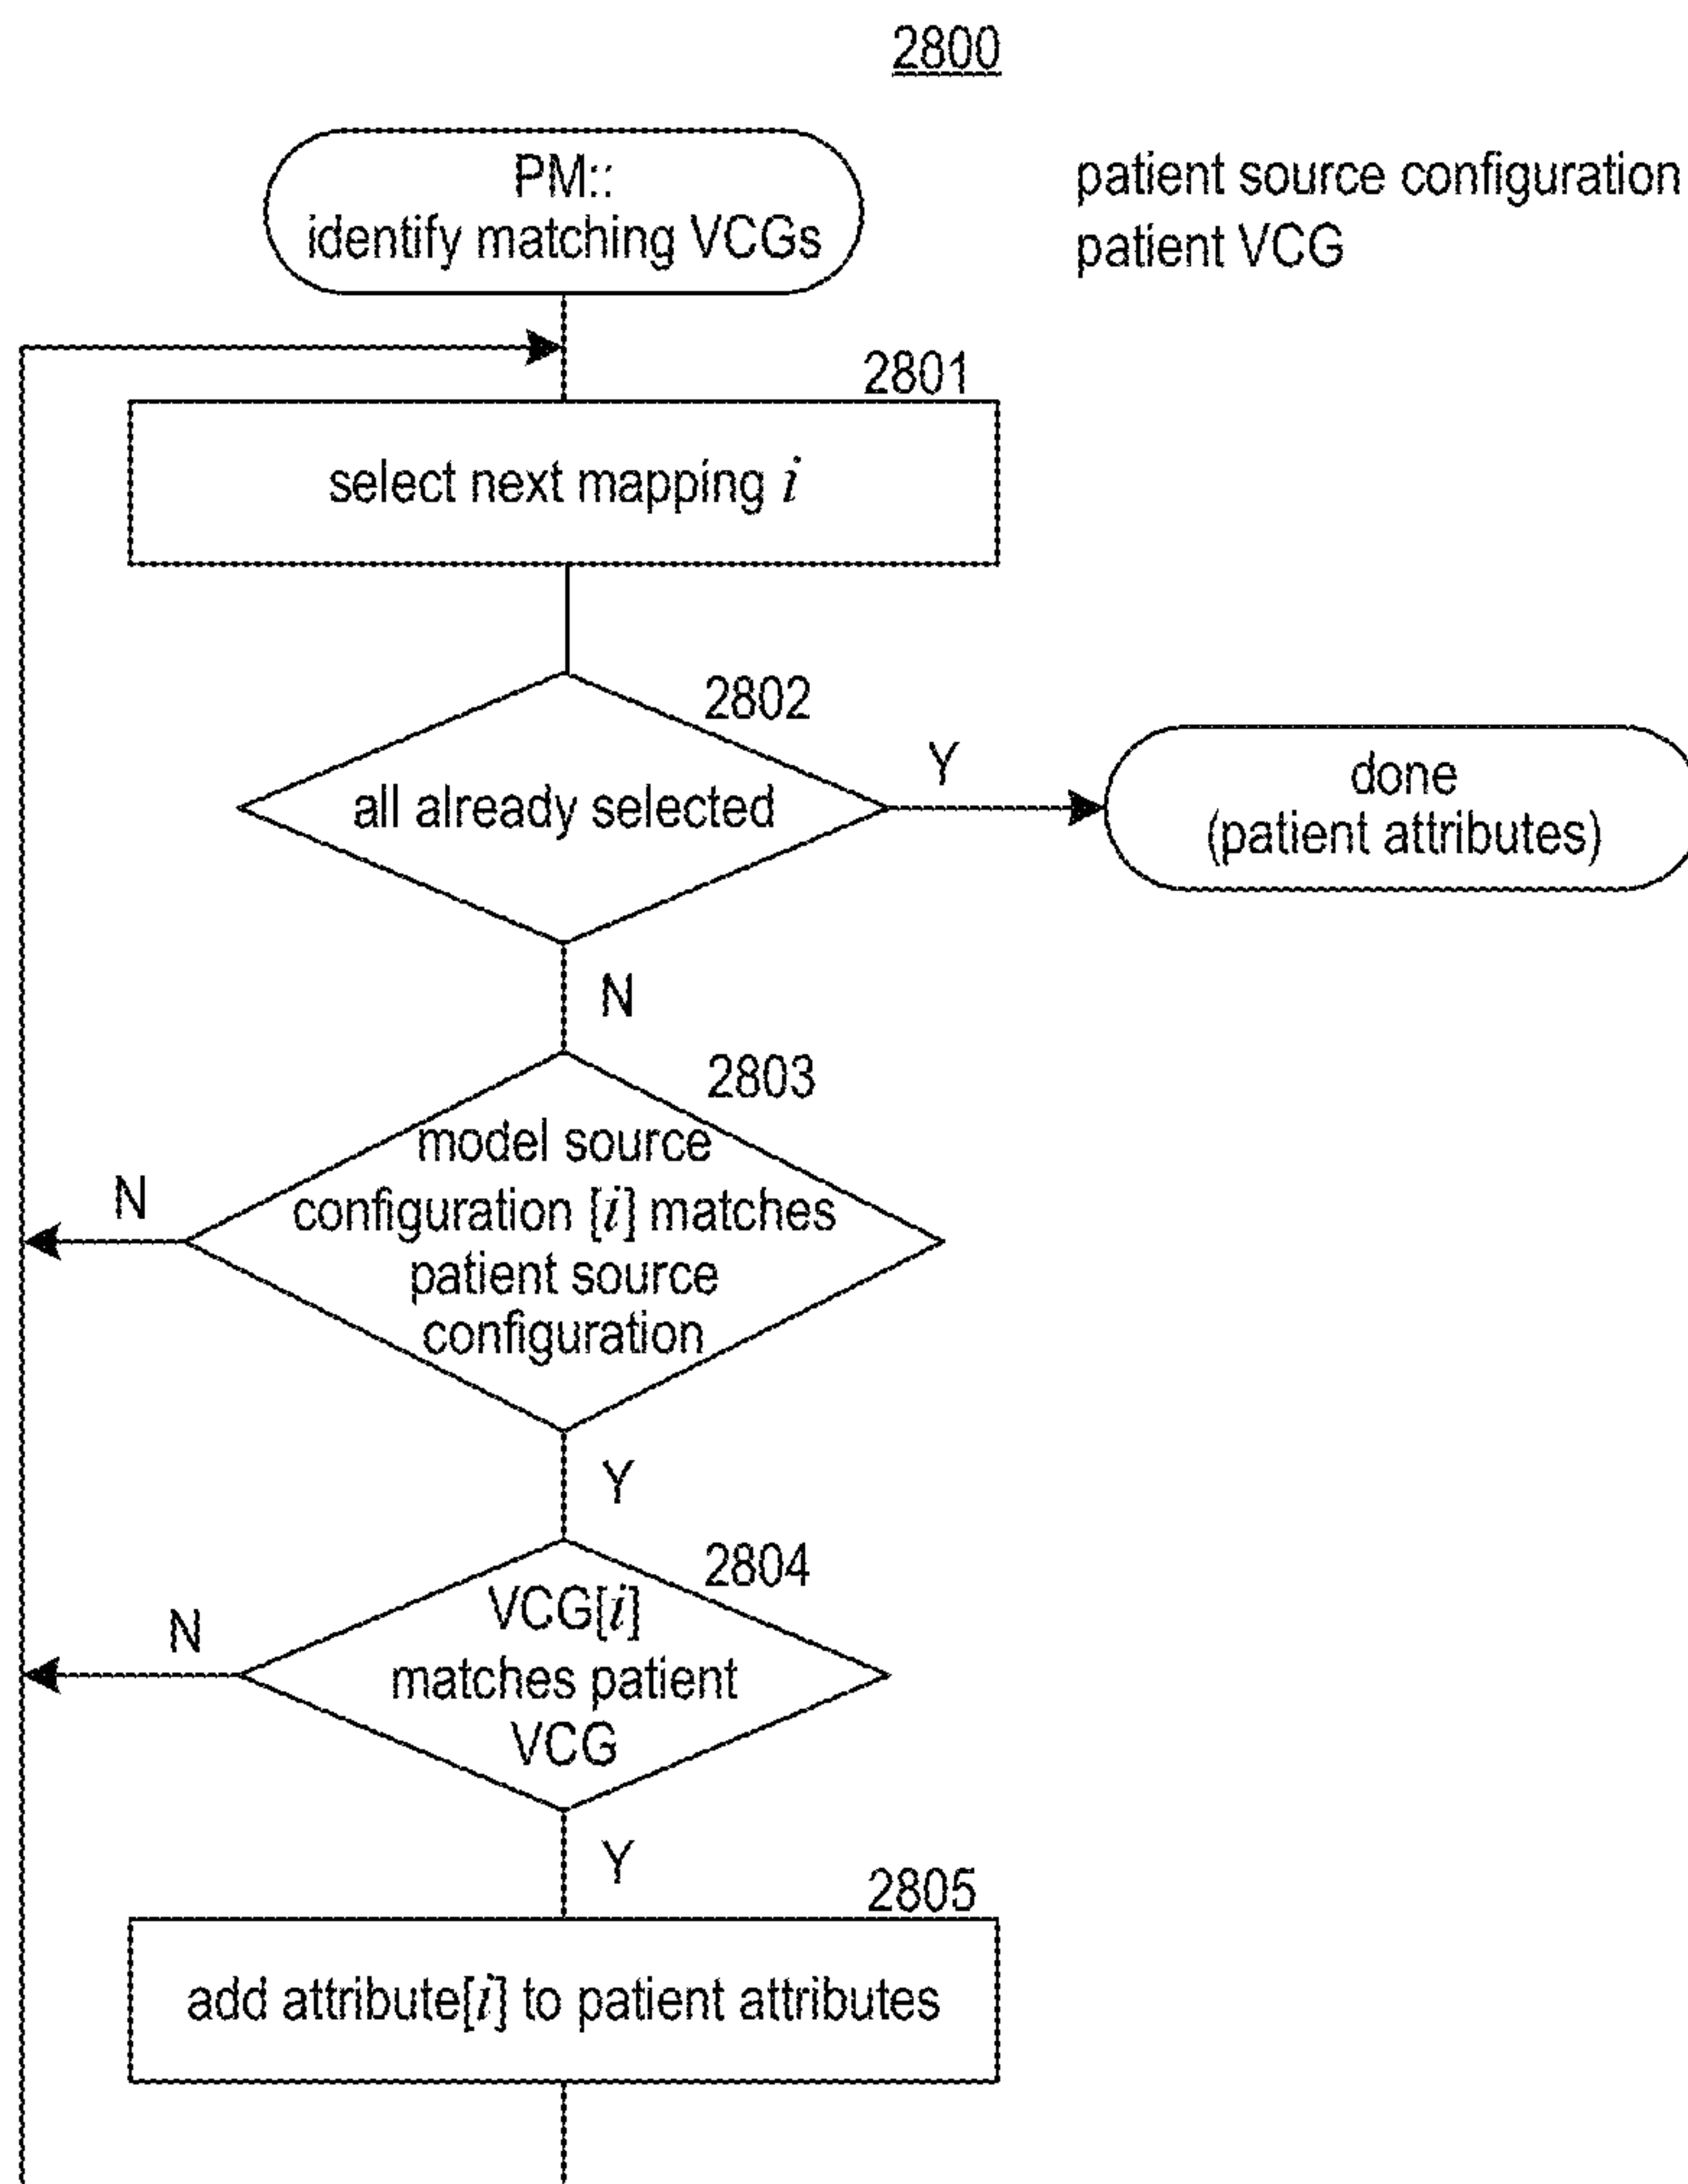 2800
PM::
identify matching VCGs
patient source configuration
patient VCG
2801
select next mapping i
2802
all already selected
Y
done
(patient attributes)
N
2803
model source
configuration [i] matches
patient source
configuration
N
Y
2804
VCG[i]
matches patient
VCG
N
Y
2805
add attribute[i] to patient attributes